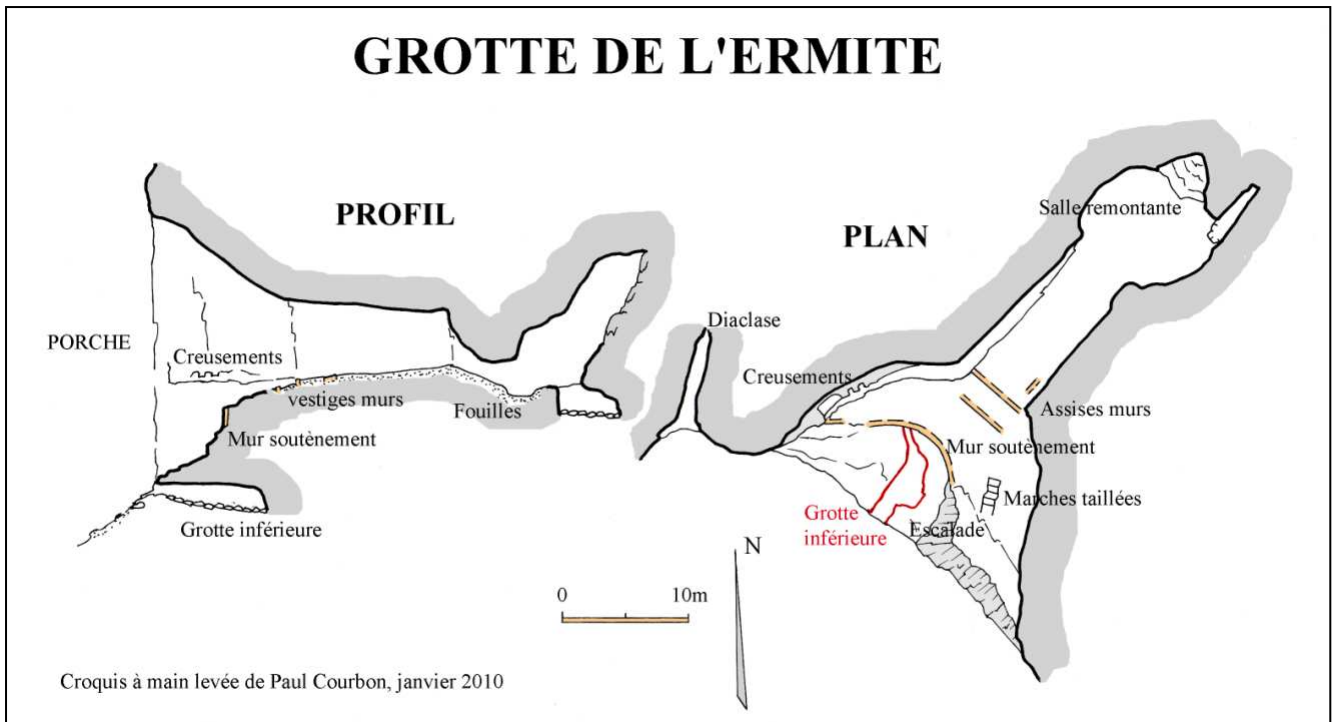 GROTTE DE L'ERMITE
PROFIL
PLAN
Salle remontante
PORCHE
Diaclase
Creusements
Creusements
vestiges murs
Fouilles
Assises murs
Mur soutènement
Mur soutènement
Marches taillées
Grotte inférieure
Grotte
inférieure
Escalade
N
0 10m
Croquis à main levée de Paul Courbon, janvier 2010